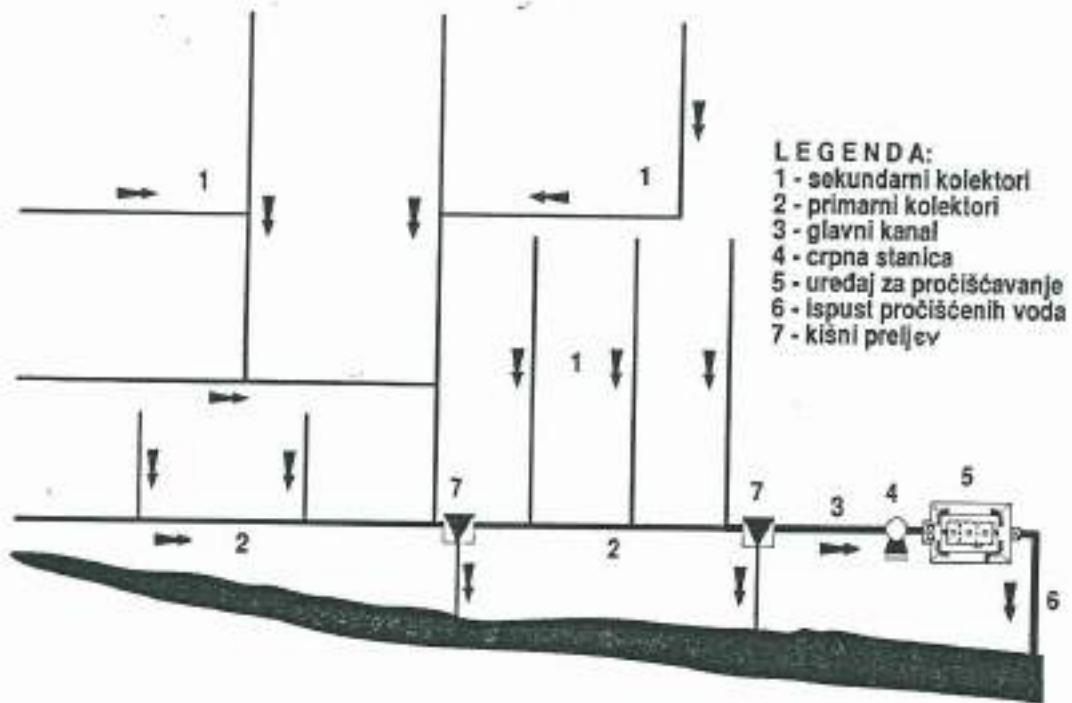 LEGENDA:
1 - sekundarni kolektori
2 - primarni kolektori
3 - glavni kanal
4 - crpna stanica
5 - uređaj za pročišćavanje
6 - ispust pročišćenih voda
7 - kišni preljev
1
1
1
7
7
3
4
5
2
2
6